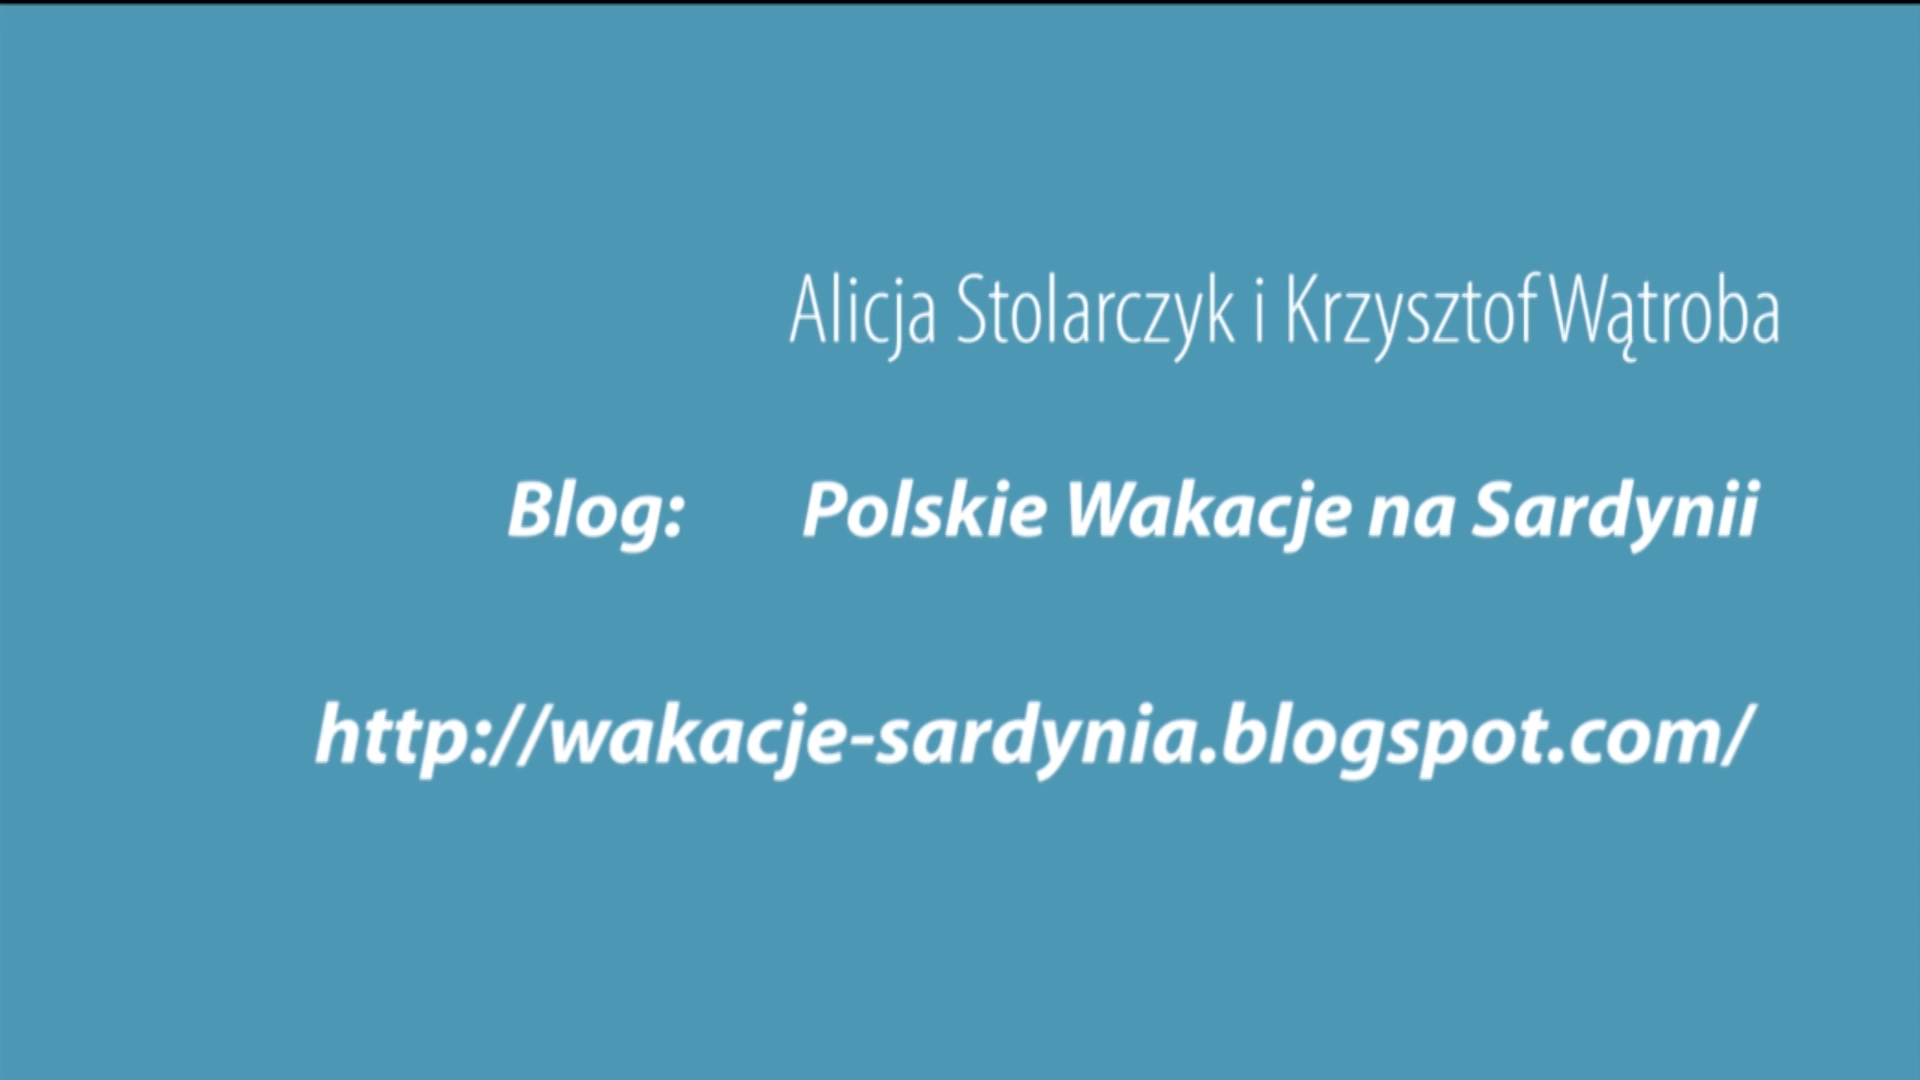 Alicja Stolarczyk i Krzysztof Wątroba
Blog: Polskie Wakacje na Sardynii
http://wakacje-sardynia.blogspot.com/